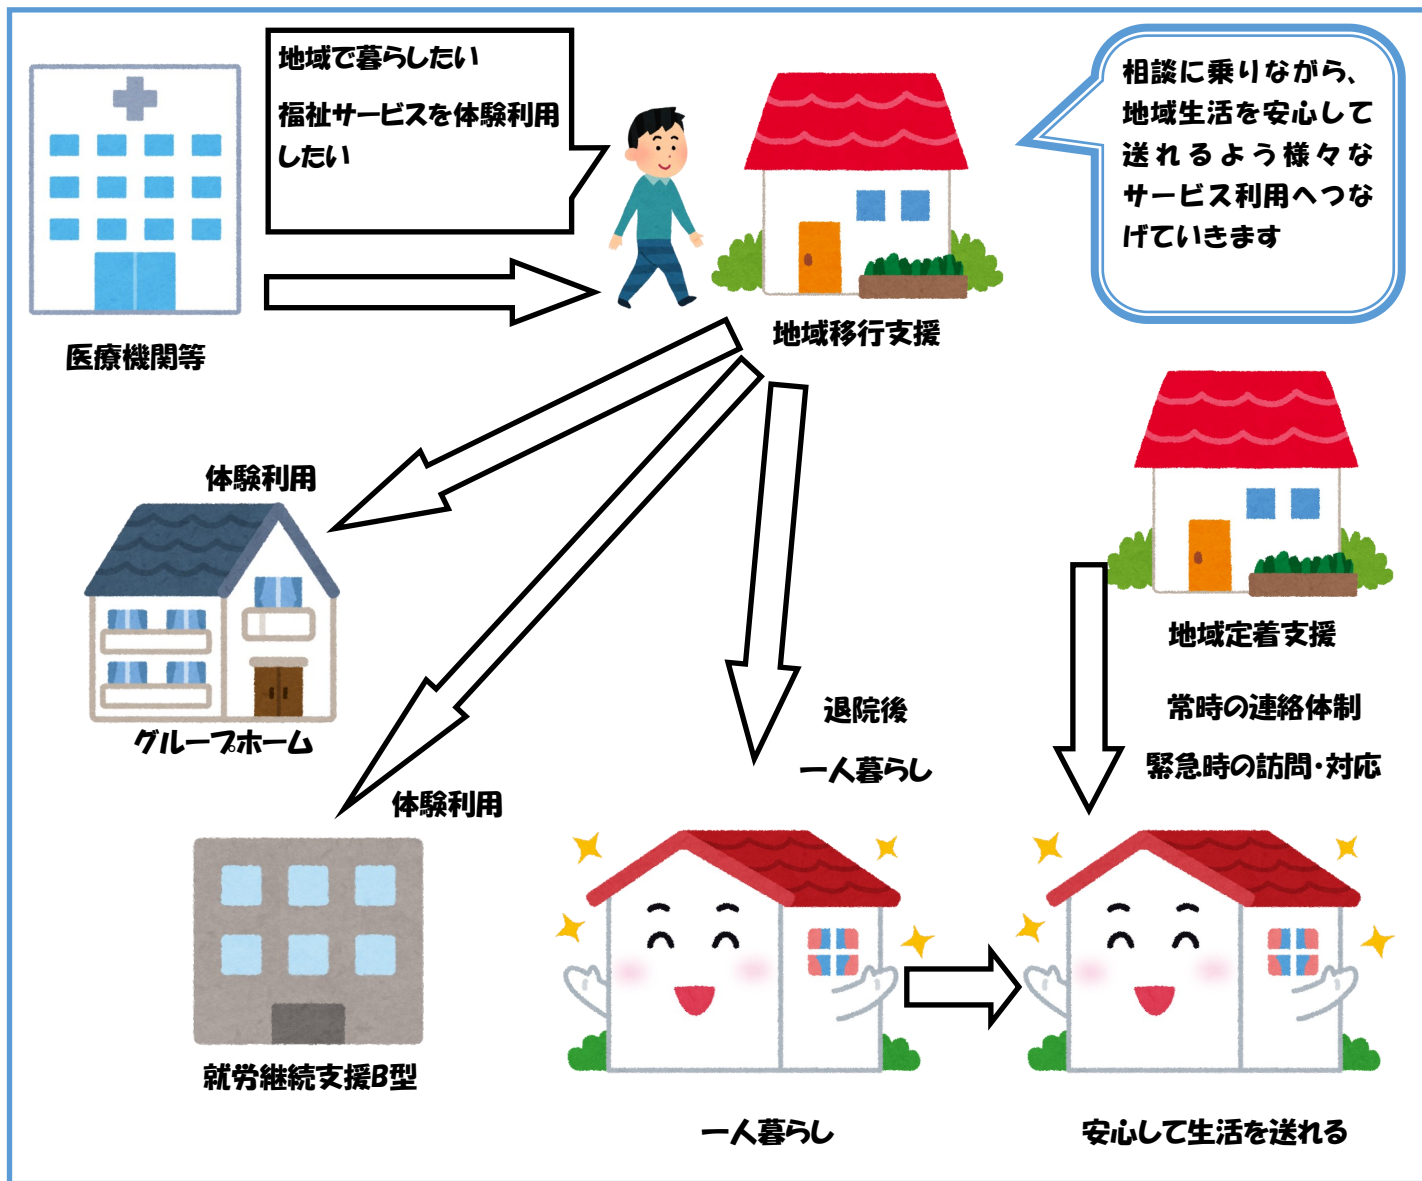 地域で暮らしたい
福祉サービスを体験利用
したい
相談に乗りながら、
地域生活を安心して
送れるよう様々な
サービス利用へつな
げていきます
医療機関等
地域移行支援
体験利用
グループホーム
地域定着支援
常時の連絡体制
緊急時の訪問・対応
退院後
一人暮らし
体験利用
就労継続支援B型
一人暮らし
安心して生活を送れる